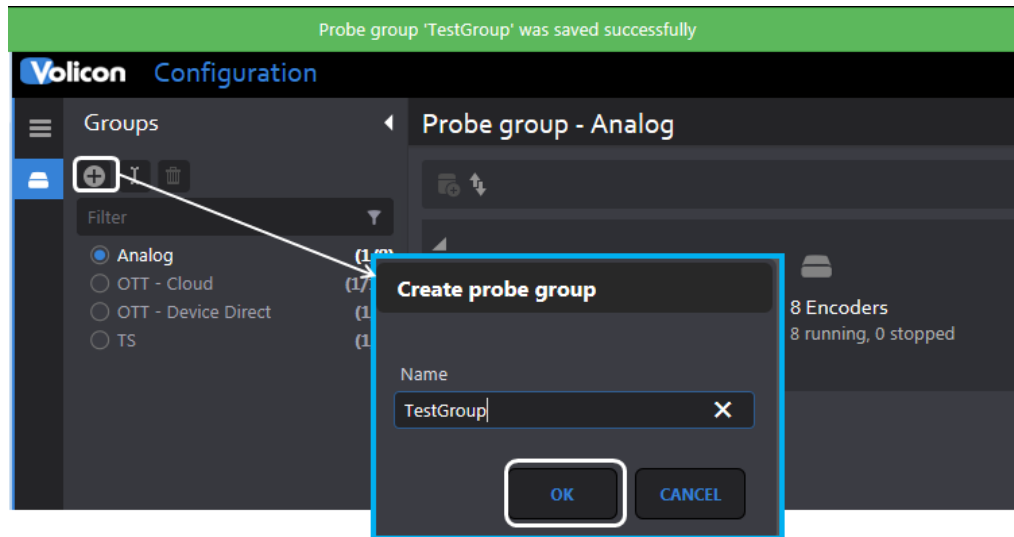 Probe group 'TestGroup' was saved successfully
Volicon Configuration
Groups
Probe group - Analog
Filter
Analog
OTT - Cloud
OTT - Device Direct
TS
Create probe group
Name
TestGroup
OK
CANCEL
8 Encoders
8 running, 0 stopped